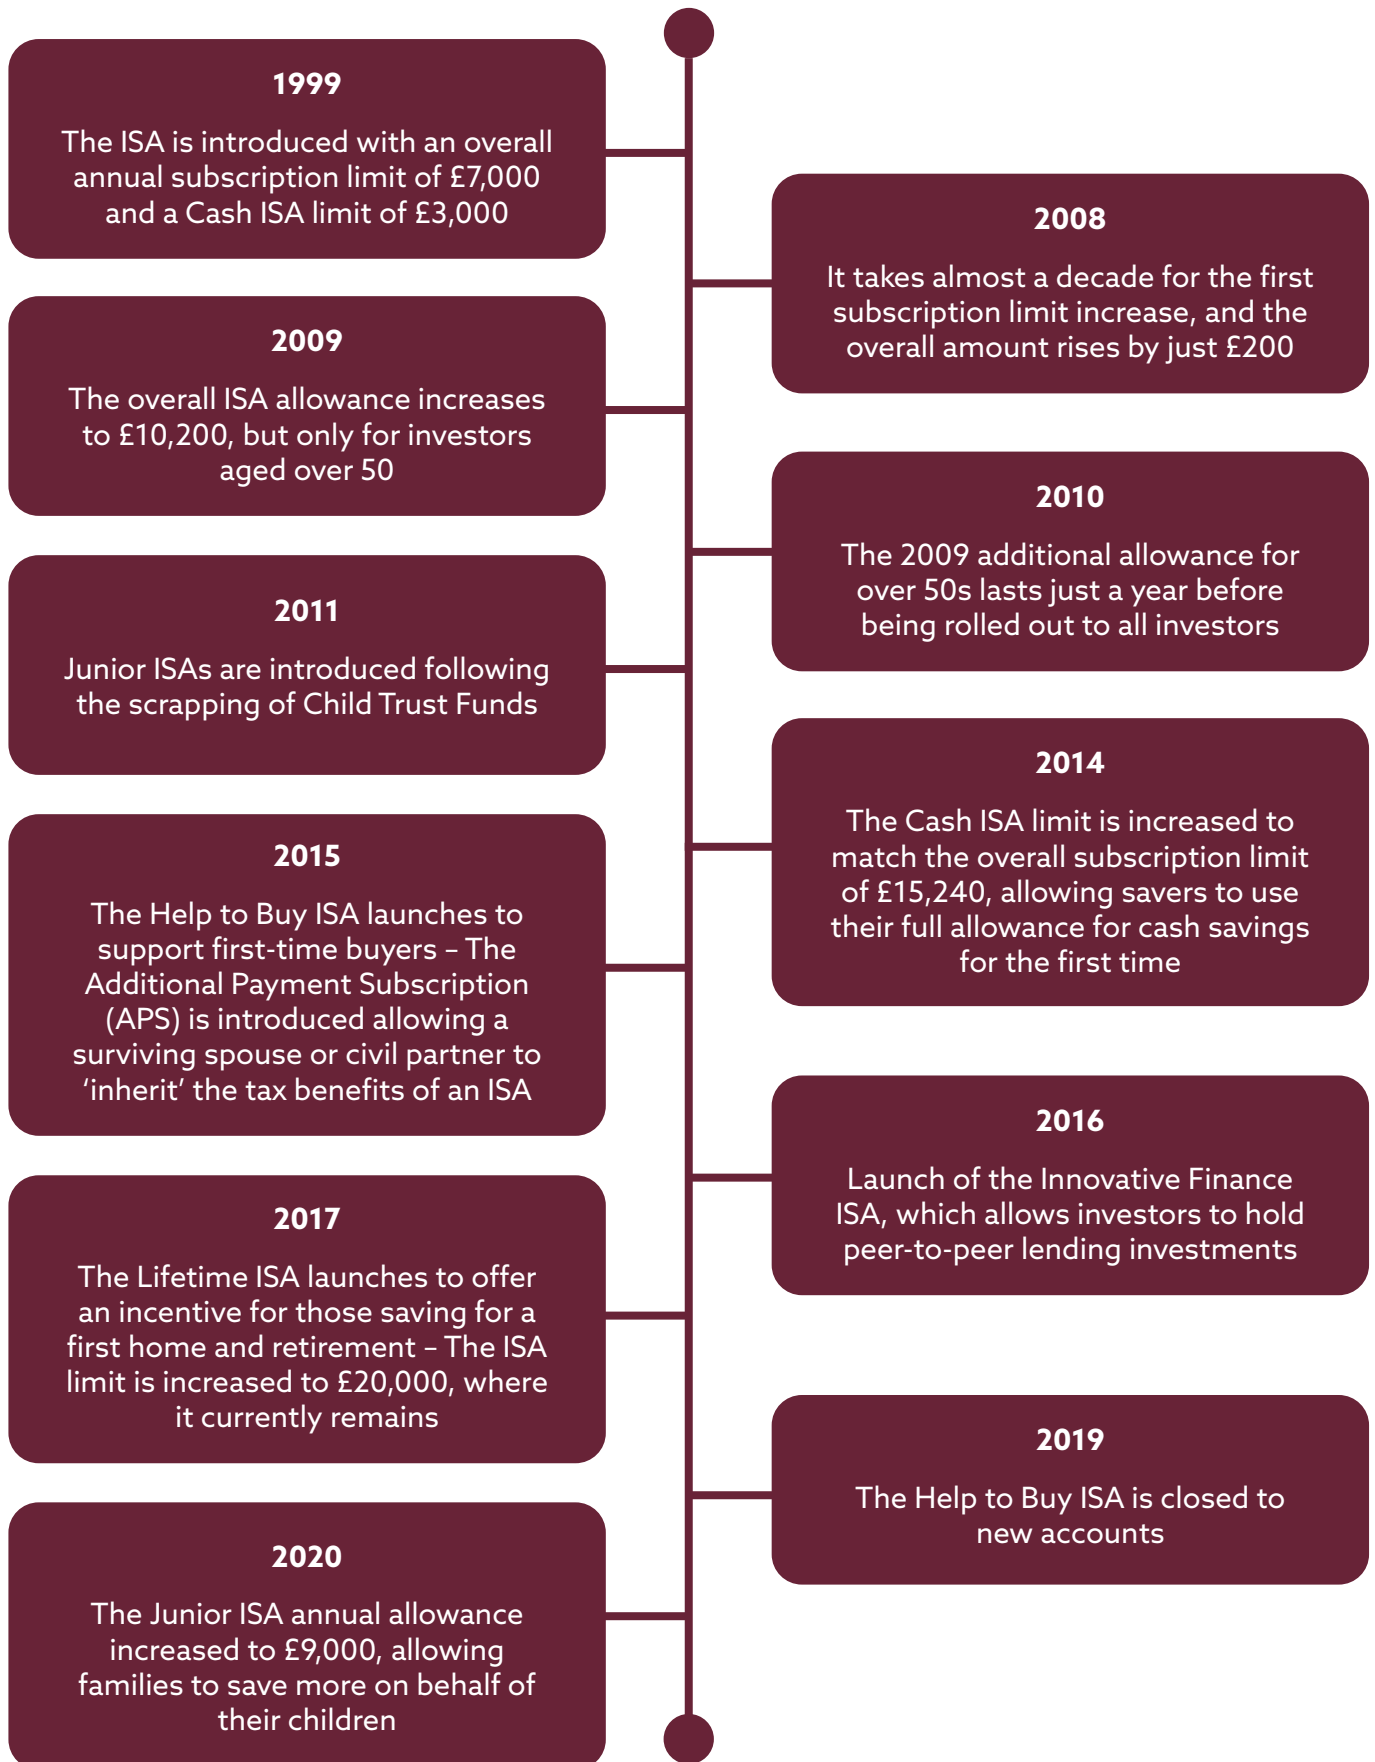 1999
The ISA is introduced with an overall
annual subscription limit of £7,000
and a Cash ISA limit of £3,000
2008
It takes almost a decade for the first
subscription limit increase, and the
overall amount rises by just £200
2009
The overall ISA allowance increases
to £10,200, but only for investors
aged over 50
2010
The 2009 additional allowance for
over 50s lasts just a year before
being rolled out to all investors
2011
Junior ISAs are introduced following
the scrapping of Child Trust Funds
2014
The Cash ISA limit is increased to
match the overall subscription limit
of £15,240, allowing savers to use
their full allowance for cash savings
for the first time
2015
The Help to Buy ISA launches to
support first-time buyers – The
Additional Payment Subscription
(APS) is introduced allowing a
surviving spouse or civil partner to
‘inherit’ the tax benefits of an ISA
2016
Launch of the Innovative Finance
ISA, which allows investors to hold
peer-to-peer lending investments
2017
The Lifetime ISA launches to offer
an incentive for those saving for a
first home and retirement – The ISA
limit is increased to £20,000, where
it currently remains
2019
The Help to Buy ISA is closed to
new accounts
2020
The Junior ISA annual allowance
increased to £9,000, allowing
families to save more on behalf of
their children